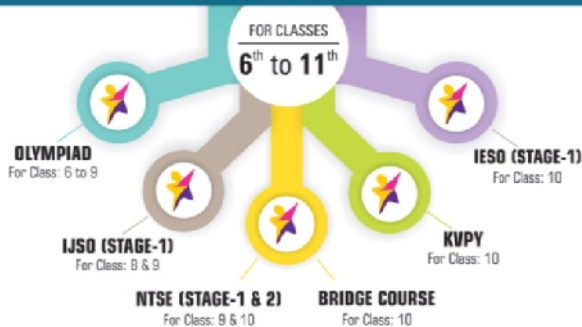 FOR CLASSES
6th to 11th
OLYMPIAD
For Class: 6 to 9
IESO (STAGE-1)
For Class: 10
IJSO (STAGE-1)
For Class: 8 & 9
KVPY
For Class: 10
NTSE (STAGE-1 & 2)
For Class: 9 & 10
BRIDGE COURSE
For Class: 10